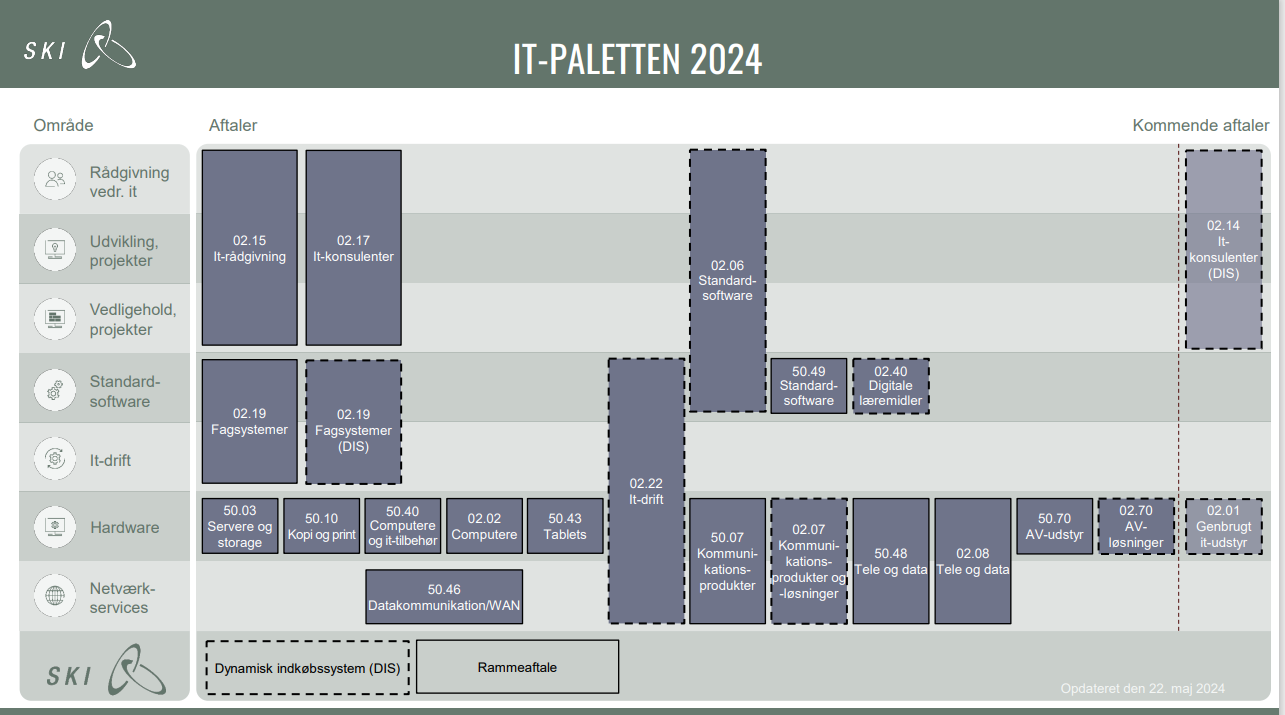 SKI
IT-PALETTEN 2024
Område
Aftaler
Kommende aftaler
Rådgivning
vedr. it
Udvikling,
projekter
Vedligehold,
projekter
Standard-
software
It-drift
Hardware
Netværk-
services
02.15
It-rådgivning
02.17
It-konsulenter
02.06
Standard-
software
02.14
It-
konsulenter
(DIS)
02.19
Fagsystemer
02.19
Fagsystemer
(DIS)
02.22
It-drift
50.49
Standard-
software
02.40
Digitale
læremidler
50.03
Servere og
storage
50.10
Kopi og print
50.40
Computere
og it-tilbehør
02.02
Computere
50.43
Tablets
50.07
Kommuni-
kations-
produkter
02.07
Kommuni-
kations-
produkter og
-løsninger
50.48
Tele og data
02.08
Tele og data
50.70
AV-udstyr
02.70
AV-
løsninger
02.01
Genbrugt
it-udstyr
50.46
Datakommunikation/WAN
SKI
Dynamisk indkøbssystem (DIS)
Rammeaftale
Opdateret den 22. maj 2024